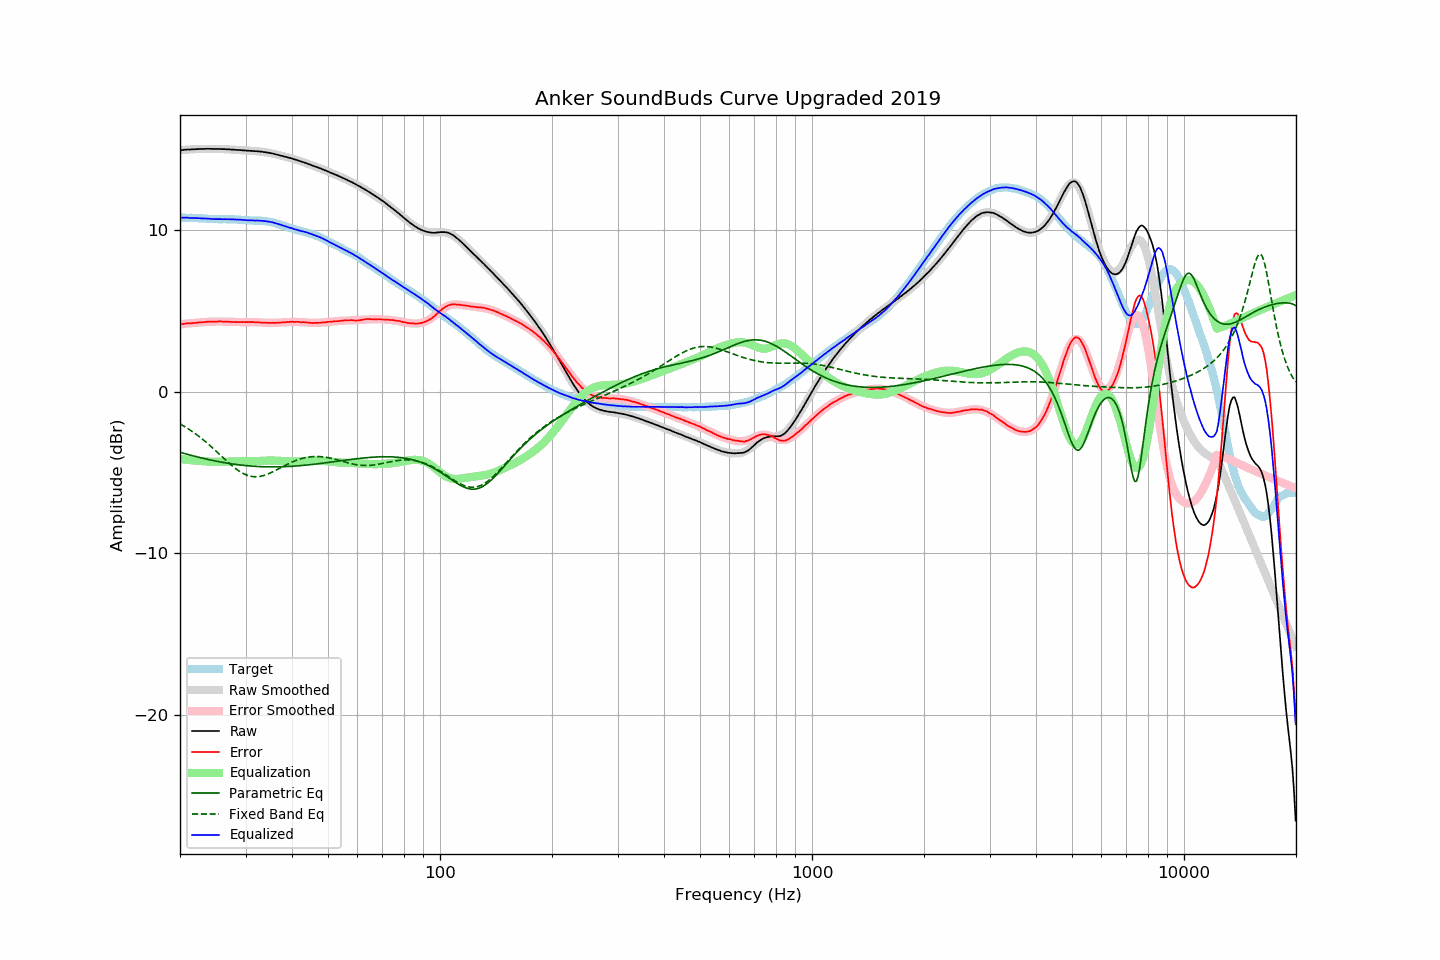 Anker SoundBuds Curve Upgraded 2019
Amplitude (dBr)
10
0
−10
−20
Target
Raw Smoothed
Error Smoothed
Raw
Error
Equalization
Parametric Eq
Fixed Band Eq
Equalized
100
1000
10000
Frequency (Hz)